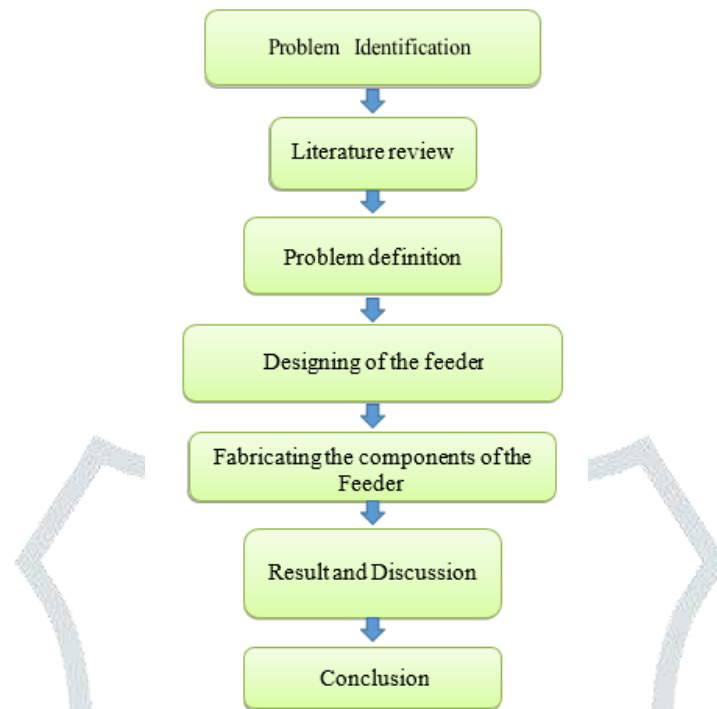 Problem Identification
Literature review
Problem definition
Designing of the feeder
Fabricating the components of the
Feeder
Result and Discussion
Conclusion